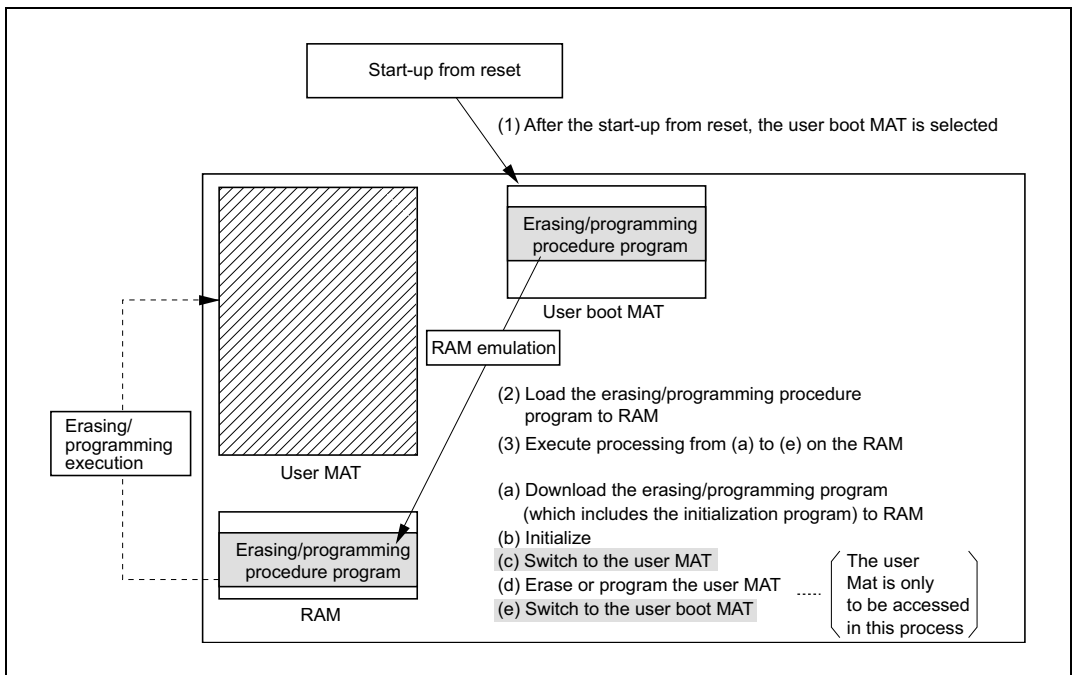 Start-up from reset
(1) After the start-up from reset, the user boot MAT is selected
Erasing/programming
procedure program
User boot MAT
RAM emulation
(2) Load the erasing/programming procedure
program to RAM
(3) Execute processing from (a) to (e) on the RAM
Erasing/
programming
execution
User MAT
(a) Download the erasing/programming program
(which includes the initialization program) to RAM
(b) Initialize
(c) Switch to the user MAT
(d) Erase or program the user MAT
(e) Switch to the user boot MAT
The user
Mat is only
to be accessed
in this process
Erasing/programming
procedure program
RAM